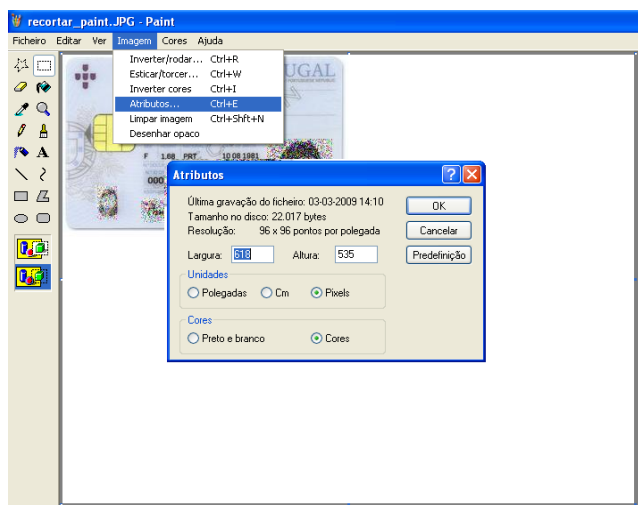 recortar_paint.JPG - Paint
Ficheiro Editar Ver Imagem Cores Ajuda
Inverter/rodar... Ctrl+R
Esticar/torcer... Ctrl+W
Inverter cores Ctrl+I
Atributos... Ctrl+E
Limpar imagem Ctrl+Shft+N
Desenhar opaco
UGAL
A
F 1.68 PRT 10 08 1981
000
Atributos
Última gravação do ficheiro: 03-03-2009 14:10
Tamanho no disco: 22.017 bytes
Resolução: 96 x 96 pontos por polegada
Largura: 618 Altura: 535
Unidades
Polegadas Cm Pixels
Cores
Preto e branco Cores
OK
Cancelar
Predefinição